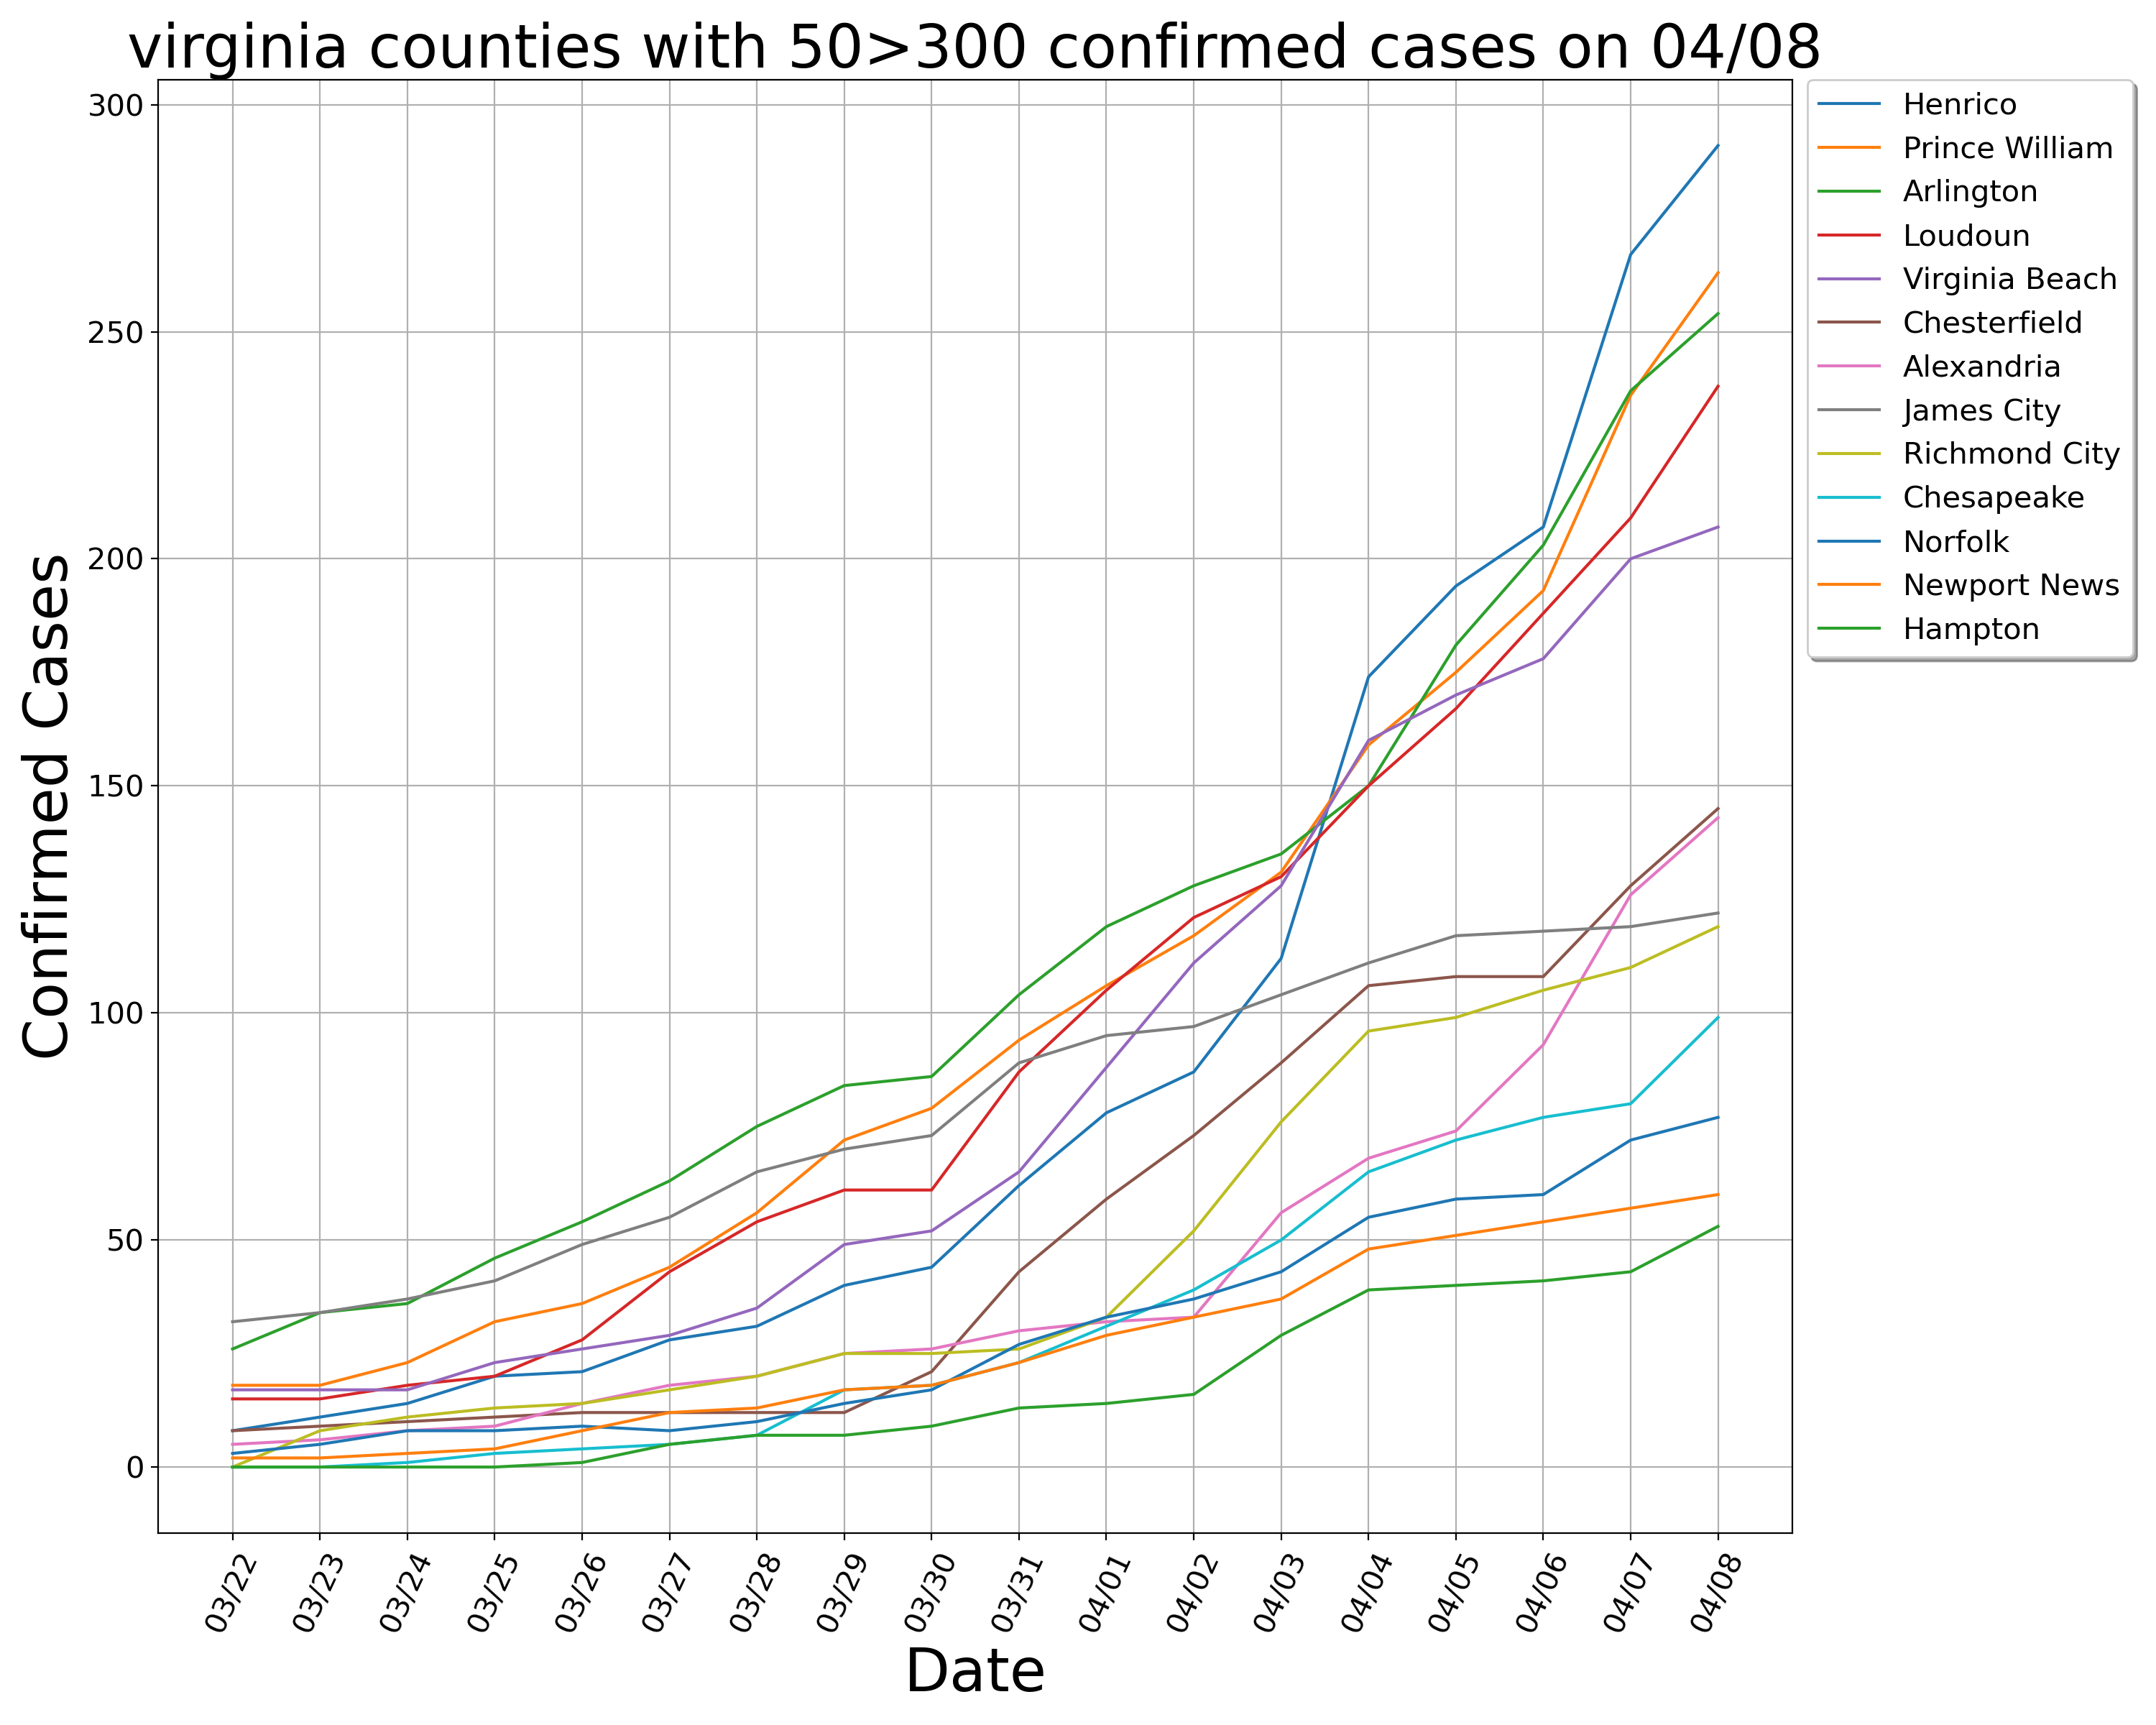 virginia counties with 50>300 confirmed cases on 04/08
Confirmed Cases
300
250
200
150
100
50
0
03/22
03/23
03/24
03/25
03/26
03/27
03/28
03/29
03/30
03/31
04/01
04/02
04/03
04/04
04/05
04/06
04/07
04/08
Date
Henrico
Prince William
Arlington
Loudoun
Virginia Beach
Chesterfield
Alexandria
James City
Richmond City
Chesapeake
Norfolk
Newport News
Hampton